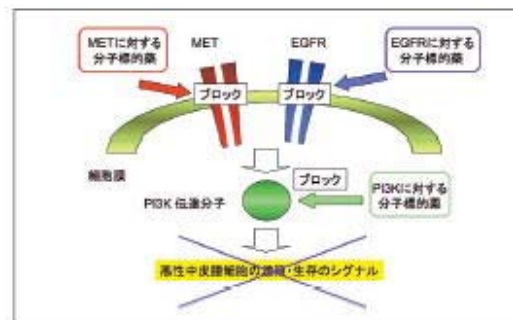 METに対する
分子標的薬
MET
EGFR
EGFRに対する
分子標的薬
ブロック
ブロック
細胞膜
ブロック
PI3K 伝達分子
PI3Kに対する
分子標的薬
悪性中皮腫細胞の増殖・生存のシグナル